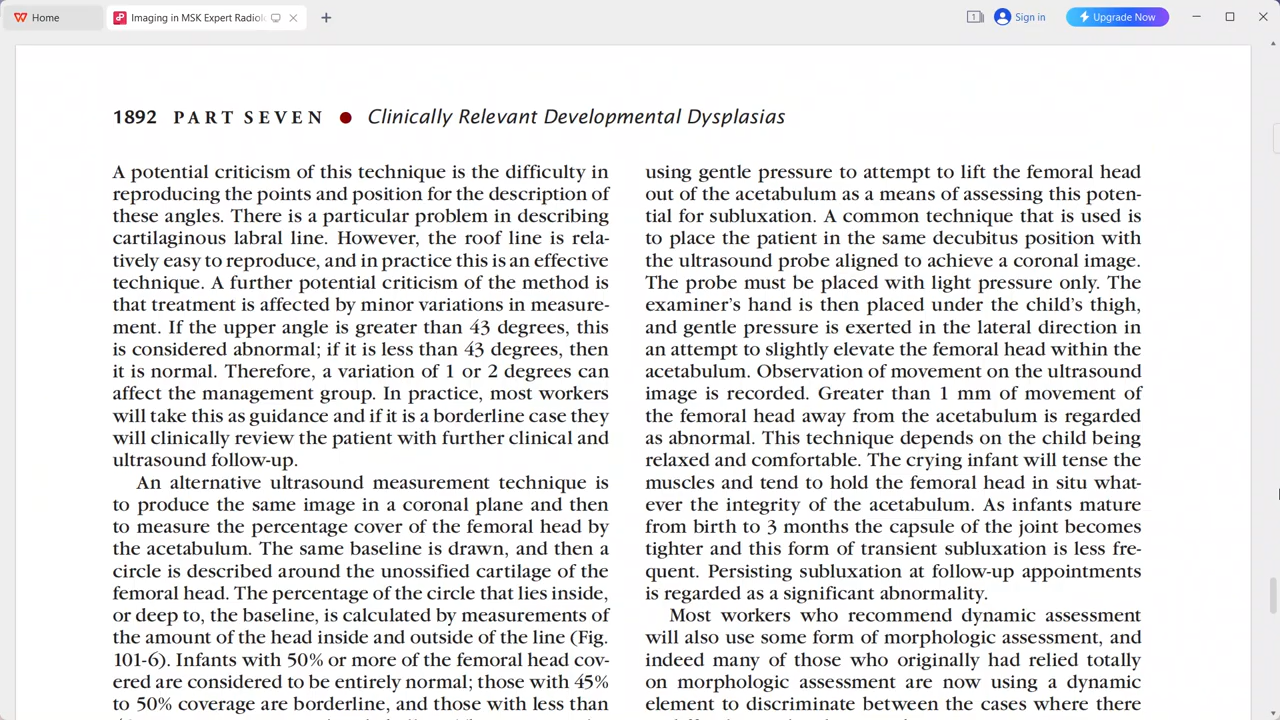 Home
Imaging in MSK Expert Radiolo
1
Sign in
Upgrade Now
1892 PART SEVEN ● Clinically Relevant Developmental Dysplasias
A potential criticism of this technique is the difficulty in
reproducing the points and position for the description of
these angles. There is a particular problem in describing
cartilaginous labral line. However, the roof line is rela-
tively easy to reproduce, and in practice this is an effective
technique. A further potential criticism of the method is
that treatment is affected by minor variations in measure-
ment. If the upper angle is greater than 43 degrees, this
is considered abnormal; if it is less than 43 degrees, then
it is normal. Therefore, a variation of 1 or 2 degrees can
affect the management group. In practice, most workers
will take this as guidance and if it is a borderline case they
will clinically review the patient with further clinical and
ultrasound follow-up.
An alternative ultrasound measurement technique is
to produce the same image in a coronal plane and then
to measure the percentage cover of the femoral head by
the acetabulum. The same baseline is drawn, and then a
circle is described around the unossified cartilage of the
femoral head. The percentage of the circle that lies inside,
or deep to, the baseline, is calculated by measurements of
the amount of the head inside and outside of the line (Fig.
101-6). Infants with 50% or more of the femoral head cov-
ered are considered to be entirely normal; those with 45%
to 50% coverage are borderline, and those with less than
using gentle pressure to attempt to lift the femoral head
out of the acetabulum as a means of assessing this poten-
tial for subluxation. A common technique that is used is
to place the patient in the same decubitus position with
the ultrasound probe aligned to achieve a coronal image.
The probe must be placed with light pressure only. The
examiner's hand is then placed under the child's thigh,
and gentle pressure is exerted in the lateral direction in
an attempt to slightly elevate the femoral head within the
acetabulum. Observation of movement on the ultrasound
image is recorded. Greater than 1 mm of movement of
the femoral head away from the acetabulum is regarded
as abnormal. This technique depends on the child being
relaxed and comfortable. The crying infant will tense the
muscles and tend to hold the femoral head in situ what-
ever the integrity of the acetabulum. As infants mature
from birth to 3 months the capsule of the joint becomes
tighter and this form of transient subluxation is less fre-
quent. Persisting subluxation at follow-up appointments
is regarded as a significant abnormality.
Most workers who recommend dynamic assessment
will also use some form of morphologic assessment, and
indeed many of those who originally had relied totally
on morphologic assessment are now using a dynamic
element to discriminate between the cases where there